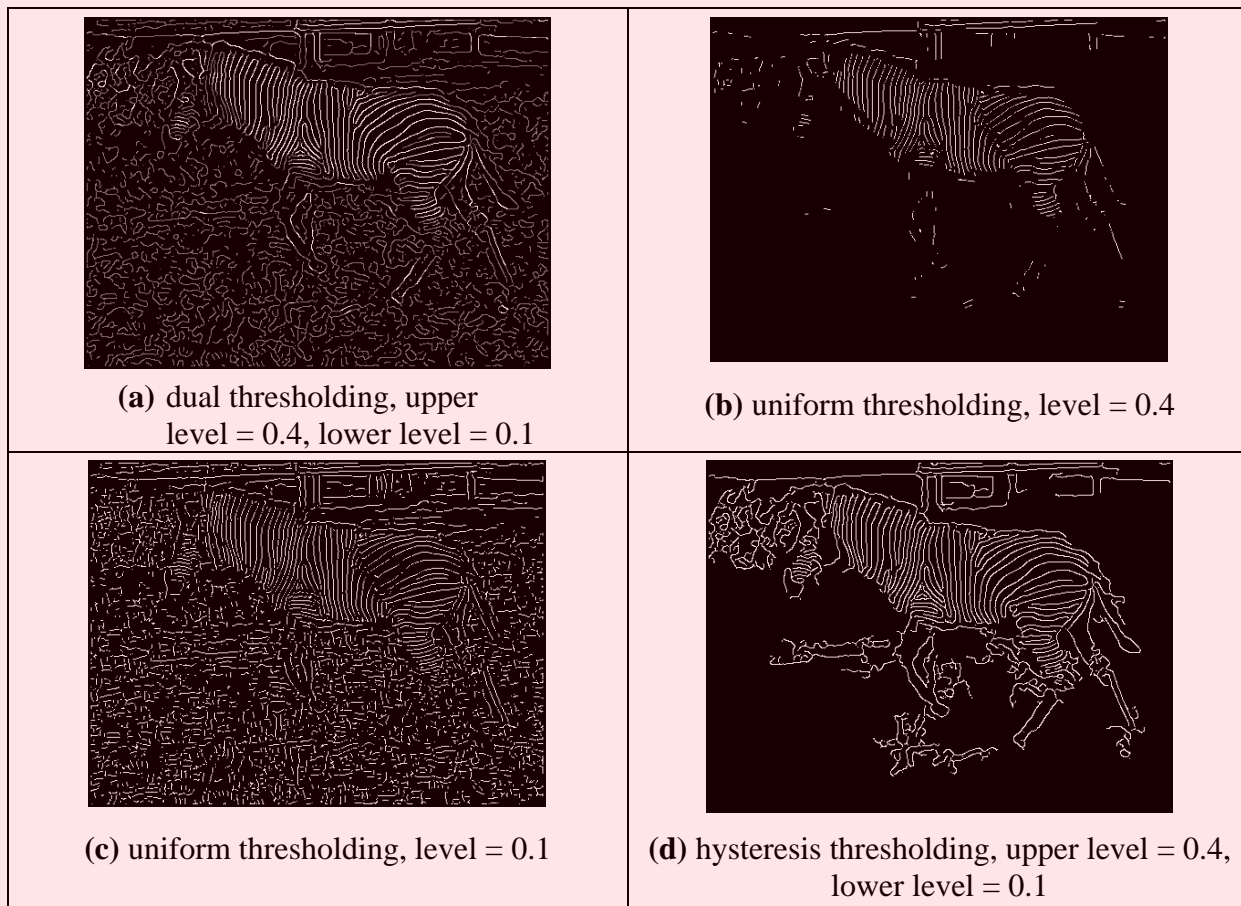 (a) dual thresholding, upper
level = 0.4, lower level = 0.1
(b) uniform thresholding, level = 0.4
(c) uniform thresholding, level = 0.1
(d) hysteresis thresholding, upper level = 0.4,
lower level = 0.1